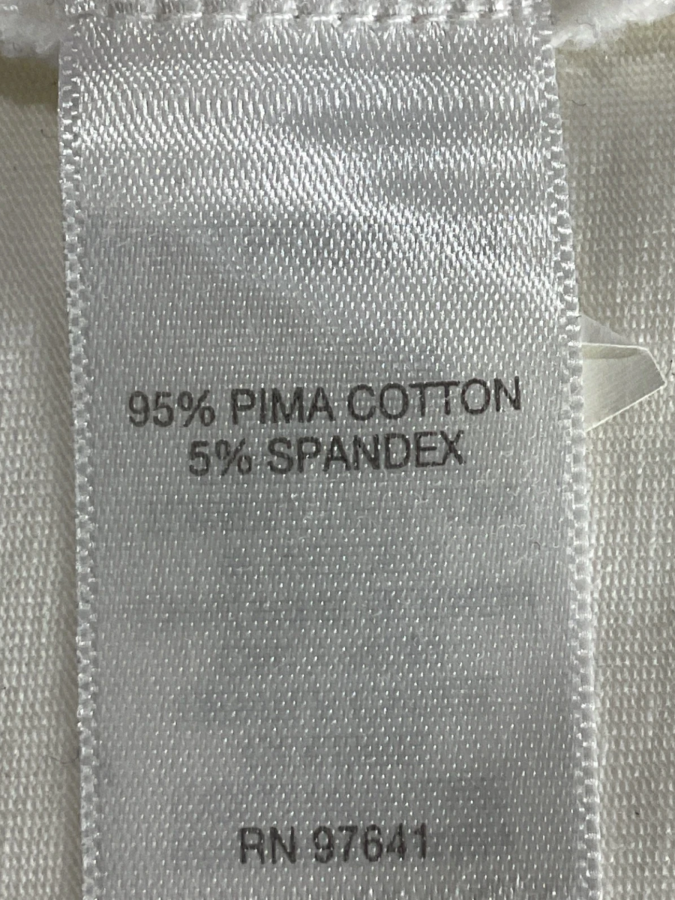 95% PIMA COTTON
5% SPANDEX
RN 97641